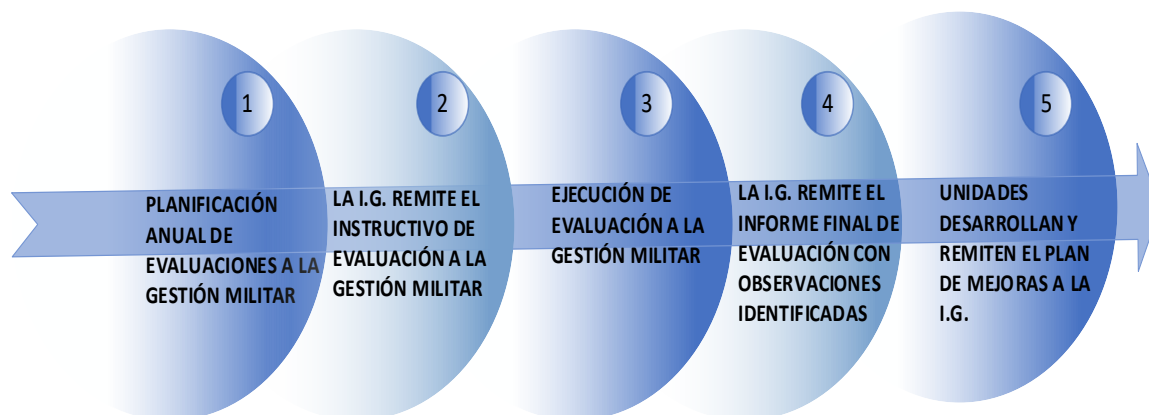 1
PLANIFICACIÓN
ANUAL DE
EVALUACIONES A LA
GESTIÓN MILITAR
2
LA I.G. REMITE EL
INSTRUCTIVO DE
EVALUACIÓN A LA
GESTIÓN MILITAR
3
EJECUCIÓN DE
EVALUACIÓN A LA
GESTIÓN MILITAR
4
LA I.G. REMITE EL
INFORME FINAL DE
EVALUACIÓN CON
OBSERVACIONES
IDENTIFICADAS
5
UNIDADES
DESARROLLAN Y
REMITEN EL PLAN
DE MEJORAS A LA
I.G.